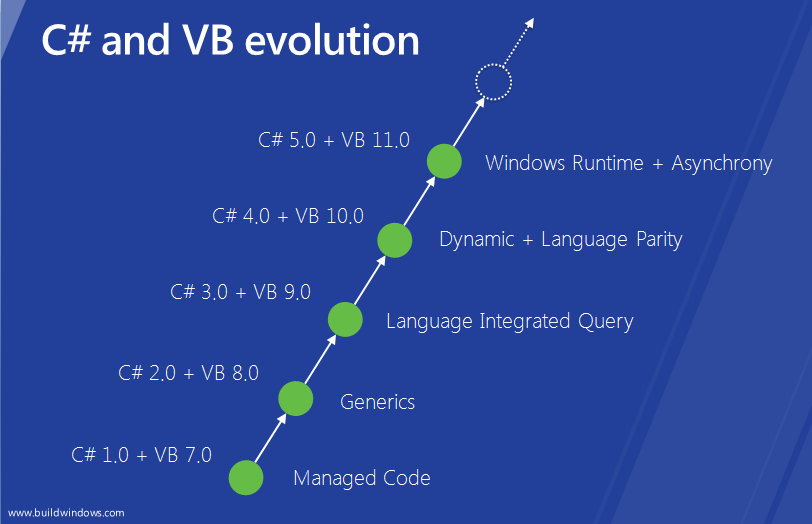 C# and VB evolution
C# 5.0 + VB 11.0
Windows Runtime + Asynchrony
C# 4.0 + VB 10.0
Dynamic + Language Parity
C# 3.0 + VB 9.0
Language Integrated Query
C# 2.0 + VB 8.0
Generics
C# 1.0 + VB 7.0
Managed Code
www.buildwindows.com